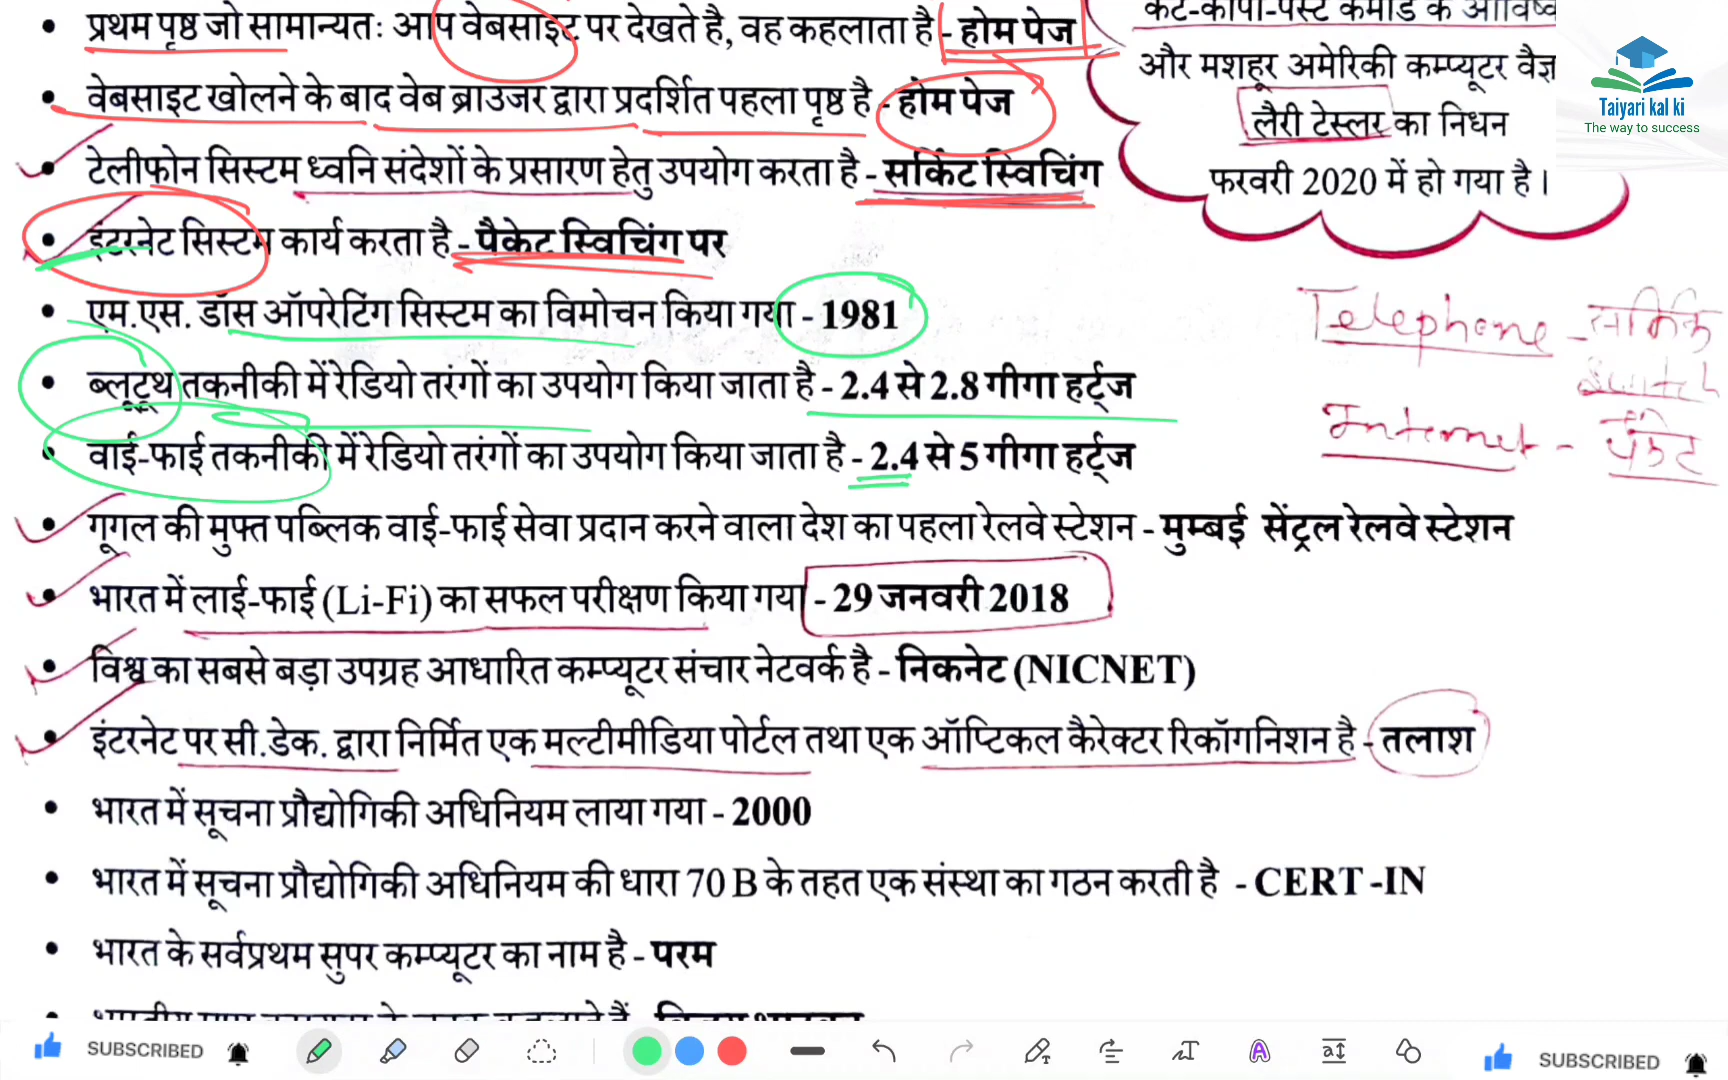 प्रथम पृष्ठ जो सामान्यतः आप वेबसाइट पर देखते है, वह कहलाता है - होम पेज
वेबसाइट खोलने के बाद वेब ब्राउजर द्वारा प्रदर्शित पहला पृष्ठ है - होम पेज
टेलीफोन सिस्टम ध्वनि संदेशों के प्रसारण हेतु उपयोग करता है - सर्किट स्विचिंग
इंटरनेट सिस्टम कार्य करता है - पैकेट स्विचिंग पर
एम.एस. डॉस ऑपरेटिंग सिस्टम का विमोचन किया गया - 1981
ब्लूटूथ तकनीकी में रेडियो तरंगों का उपयोग किया जाता है - 2.4 से 2.8 गीगा हर्ट्ज
वाई-फाई तकनीकी में रेडियो तरंगों का उपयोग किया जाता है - 2.4 से 5 गीगा हर्ट्ज
गूगल की मुफ्त पब्लिक वाई-फाई सेवा प्रदान करने वाला देश का पहला रेलवे स्टेशन - मुम्बई सेंट्रल रेलवे स्टेशन
भारत में लाई-फाई (Li-Fi) का सफल परीक्षण किया गया - 29 जनवरी 2018
विश्व का सबसे बड़ा उपग्रह आधारित कम्प्यूटर संचार नेटवर्क है - निकनेट (NICNET)
इंटरनेट पर सी.डेक. द्वारा निर्मित एक मल्टीमीडिया पोर्टल तथा एक ऑप्टिकल कैरेक्टर रिकॉगनिशन है - तलाश
भारत में सूचना प्रौद्योगिकी अधिनियम लाया गया - 2000
भारत में सूचना प्रौद्योगिकी अधिनियम की धारा 70 B के तहत एक संस्था का गठन करती है - CERT -IN
भारत के सर्वप्रथम सुपर कम्प्यूटर का नाम है - परम
और मशहूर अमेरिकी कम्प्यूटर
लैरी टेस्लर का निधन
फरवरी 2020 में हो गया है।
Taiyari kal ki
The way to success
Telephone -
Switch
Internet - पैकेट
SUBSCRIBED
SUBSCRIBED